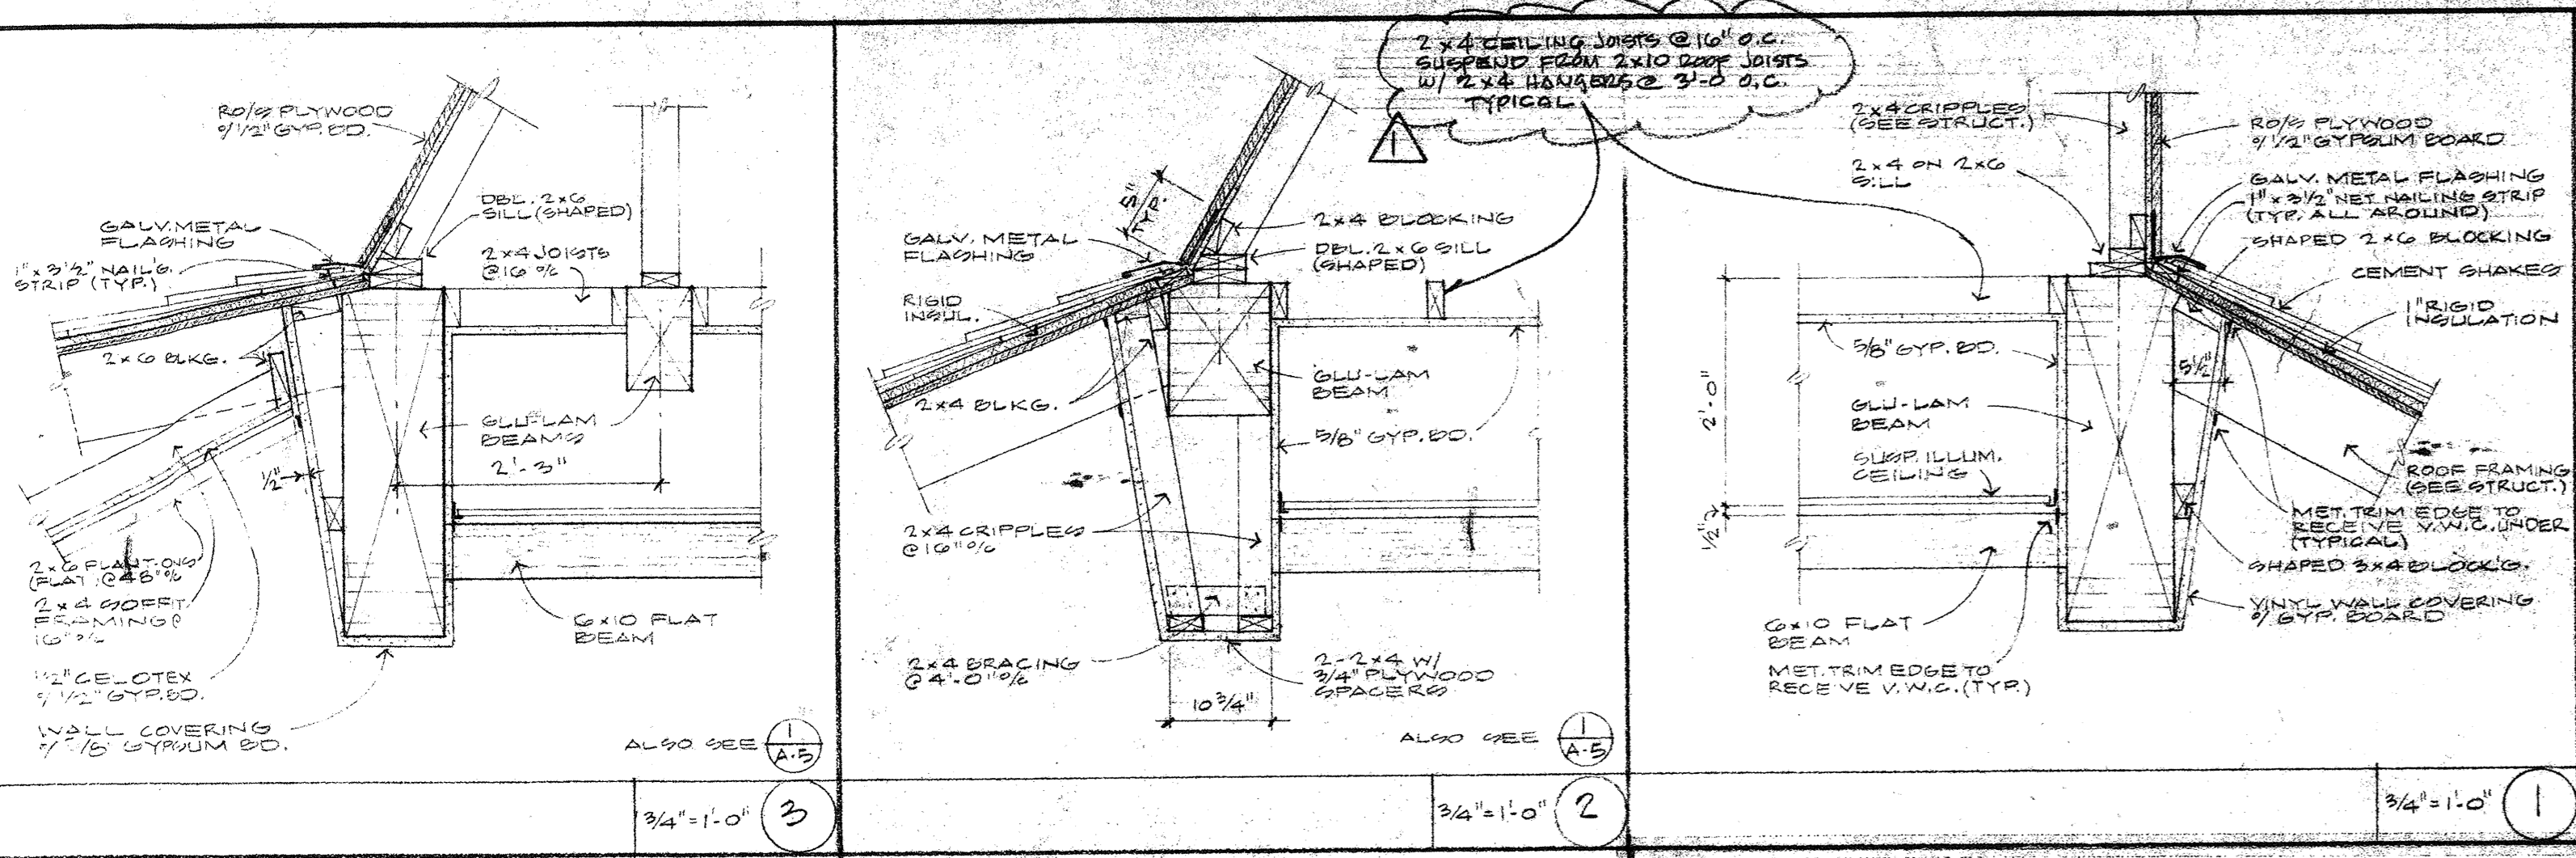 RO/S PLYWOOD
o/ 1/2" GYP. BD.
DBL. 2x6
SILL (SHAPED)
GALV. METAL
FLASHING
2x4 JOISTS
@ 16" o/c
1" x 3 1/2" NAIL'G.
STRIP (TYP.)
2x6 BLKG.
GLU-LAM
BEAMS
2'-3"
1/2"
2x6 FLAT
(FLAT) @ 48" o/c
2x4 SOFFIT
FRAMING @
16" o/c
6x10 FLAT
BEAM
1/2" CELOTEX
o/ 1/2" GYP. BD.
WALL COVERING
o/ 5/8" GYPSUM BD.
ALSO SEE 1
A-5
3/4"=1'-0" 3
2x4 CEILING JOISTS @ 16" O.C.
SUSPEND FROM 2x10 ROOF JOISTS
W/ 2x4 HANGERS @ 3'-0 O.C.
TYPICAL
1
5"
TYP.
2x4 BLOCKING
GALV. METAL
FLASHING
DBL. 2x6 SILL
(SHAPED)
RIGID
INSUL.
GLU-LAM
BEAM
2x4 BLKG.
5/8" GYP. BD.
2x4 CRIPPLES
@ 16" o/c
2x4 BRACING
@ 4'-0" o/c
2-2x4 W/
3/4" PLYWOOD
SPACERS
10 3/4"
ALSO SEE 1
A-5
3/4"=1'-0" 2
2x4 CRIPPLES
(SEE STRUCT.)
RO/S PLYWOOD
o/ 1/2" GYPSUM BOARD
2x4 ON 2x6
SILL
GALV. METAL FLASHING
1" x 3 1/2" NET NAILING STRIP
(TYP. ALL AROUND)
SHAPED 2x6 BLOCKING
CEMENT SHAKES
1" RIGID
INSULATION
5/8" GYP. BD.
5 1/2"
2'-0"
GLU-LAM
BEAM
SUSP. ILLUM.
CEILING
ROOF FRAMING
(SEE STRUCT.)
1/2"
MET. TRIM EDGE TO
RECEIVE V.W.C. UNDER
(TYPICAL)
SHAPED 3x4 BLOCK'G.
VINYL WALL COVERING
o/ GYP. BOARD
6x10 FLAT
BEAM
MET. TRIM EDGE TO
RECEIVE V.W.C. (TYP.)
3/4"=1'-0" 1